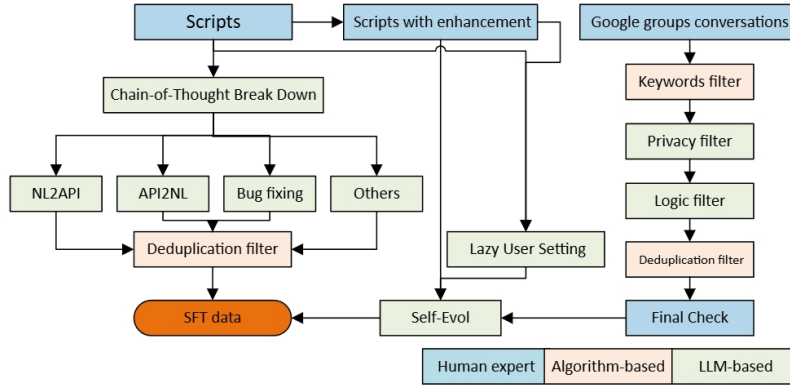 Scripts
Scripts with enhancement
Google groups conversations
Chain-of-Thought Break Down
Keywords filter
Privacy filter
NL2API
API2NL
Bug fixing
Others
Logic filter
Deduplication filter
Lazy User Setting
Deduplication filter
SFT data
Self-Evol
Final Check
Human expert
Algorithm-based
LLM-based